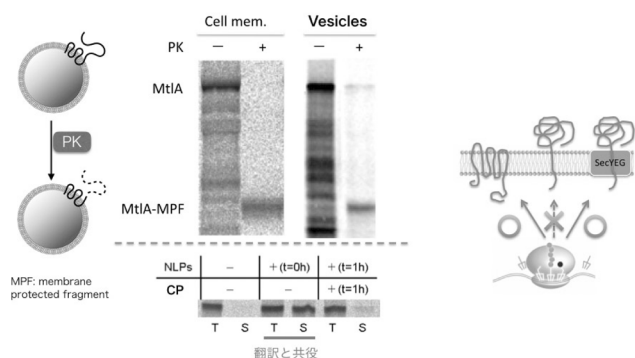 Cell mem.
Vesicles
PK − + − +
MtlA
PK
SecYEG
MtlA-MPF
MPF: membrane
protected fragment
NLPs − + (t=0h) + (t=1h)
CP − − + (t=1h)
T S T S T S
翻訳と共役